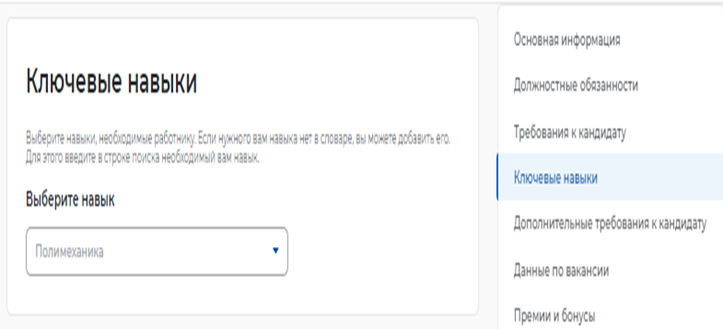 Ключевые навыки
Выберите навыки, необходимые работнику. Если нужного вам навыка нет в словаре, вы можете добавить его.
Для этого введите в строке поиска необходимый вам навык.
Выберите навык
Полимеханика
Основная информация
Должностные обязанности
Требования к кандидату
Ключевые навыки
Дополнительные требования к кандидату
Данные по вакансии
Премии и бонусы